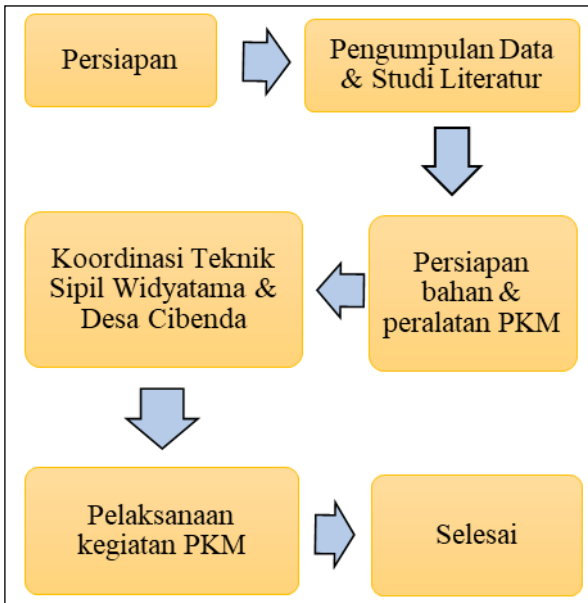 Persiapan
Pengumpulan Data
& Studi Literatur
Persiapan
bahan &
peralatan PKM
Koordinasi Teknik
Sipil Widyatama &
Desa Cibenda
Pelaksanaan
kegiatan PKM
Selesai